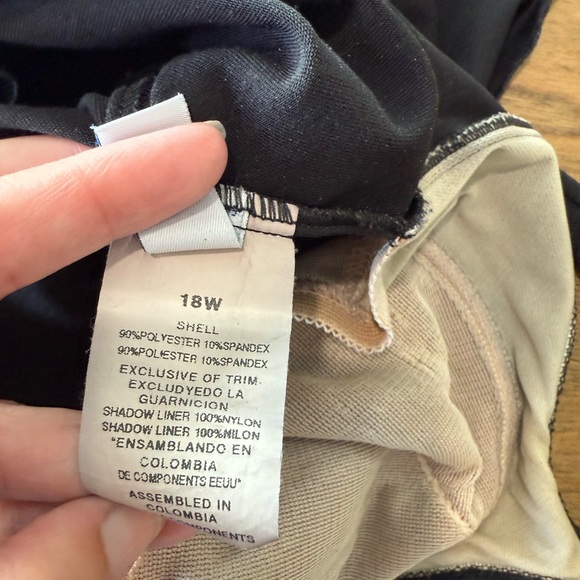 18W
SHELL
90%POLYESTER 10%SPANDEX
90%POLIESTER 10%SPANDEX
EXCLUSIVE OF TRIM
EXCLUDYEDO LA
GUARNICION
SHADOW LINER 100%NYLON
SHADOW LINER 100%NILON
"ENSAMBLANDO EN
COLOMBIA
DE COMPONENTS EEUU"
ASSEMBLED IN
COLOMBIA